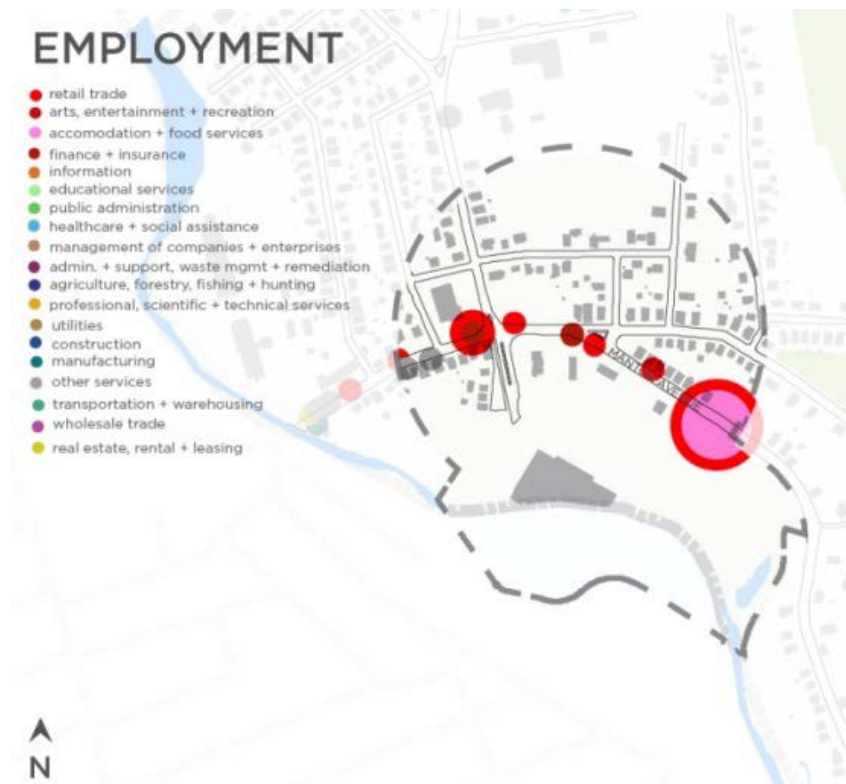 EMPLOYMENT
retail trade
arts, entertainment + recreation
accomodation + food services
finance + insurance
information
educational services
public administration
healthcare + social assistance
management of companies + enterprises
admin. + support, waste mgmt + remediation
agriculture, forestry, fishing + hunting
professional, scientific + technical services
utilities
construction
manufacturing
other services
transportation + warehousing
wholesale trade
real estate, rental + leasing
N